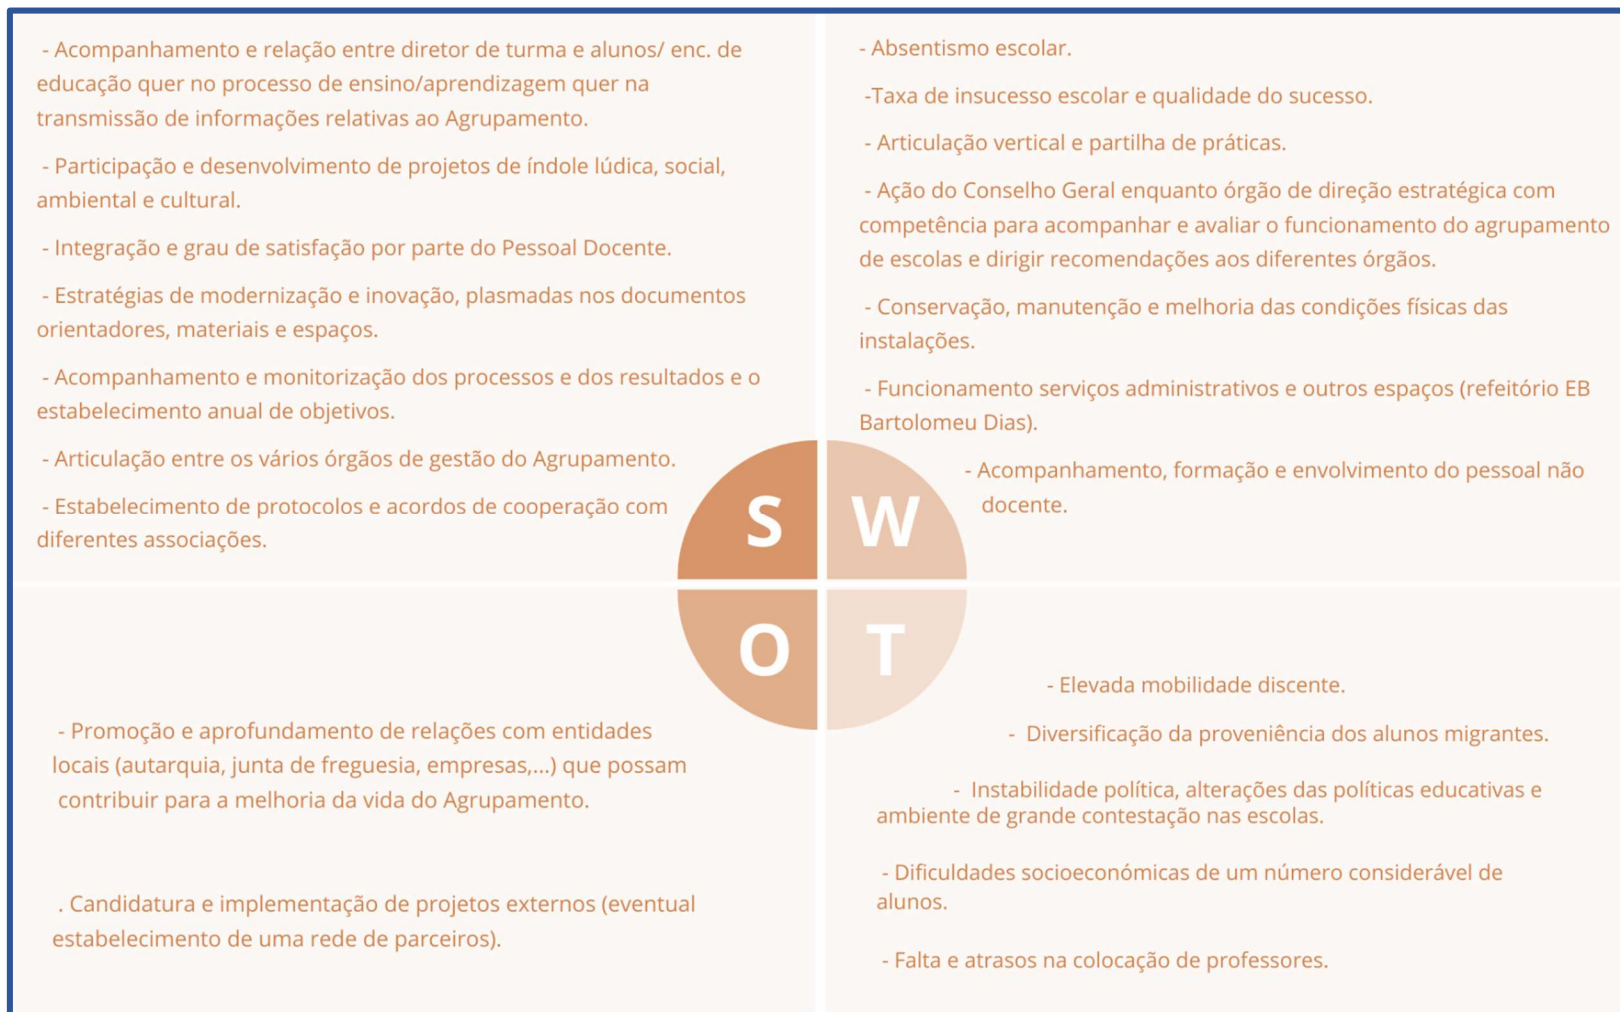 - Acompanhamento e relação entre diretor de turma e alunos/ enc. de
educação quer no processo de ensino/aprendizagem quer na
transmissão de informações relativas ao Agrupamento.
- Participação e desenvolvimento de projetos de índole lúdica, social,
ambiental e cultural.
- Integração e grau de satisfação por parte do Pessoal Docente.
- Estratégias de modernização e inovação, plasmadas nos documentos
orientadores, materiais e espaços.
- Acompanhamento e monitorização dos processos e dos resultados e o
estabelecimento anual de objetivos.
- Articulação entre os vários órgãos de gestão do Agrupamento.
- Estabelecimento de protocolos e acordos de cooperação com
diferentes associações.
S
- Absentismo escolar.
-Taxa de insucesso escolar e qualidade do sucesso.
- Articulação vertical e partilha de práticas.
- Ação do Conselho Geral enquanto órgão de direção estratégica com
competência para acompanhar e avaliar o funcionamento do agrupamento
de escolas e dirigir recomendações aos diferentes órgãos.
- Conservação, manutenção e melhoria das condições físicas das
instalações.
- Funcionamento serviços administrativos e outros espaços (refeitório EB
Bartolomeu Dias).
- Acompanhamento, formação e envolvimento do pessoal não
docente.
W
O
- Promoção e aprofundamento de relações com entidades
locais (autarquia, junta de freguesia, empresas,...) que possam
contribuir para a melhoria da vida do Agrupamento.
. Candidatura e implementação de projetos externos (eventual
estabelecimento de uma rede de parceiros).
T
- Elevada mobilidade discente.
- Diversificação da proveniência dos alunos migrantes.
- Instabilidade política, alterações das políticas educativas e
ambiente de grande contestação nas escolas.
- Dificuldades socioeconómicas de um número considerável de
alunos.
- Falta e atrasos na colocação de professores.